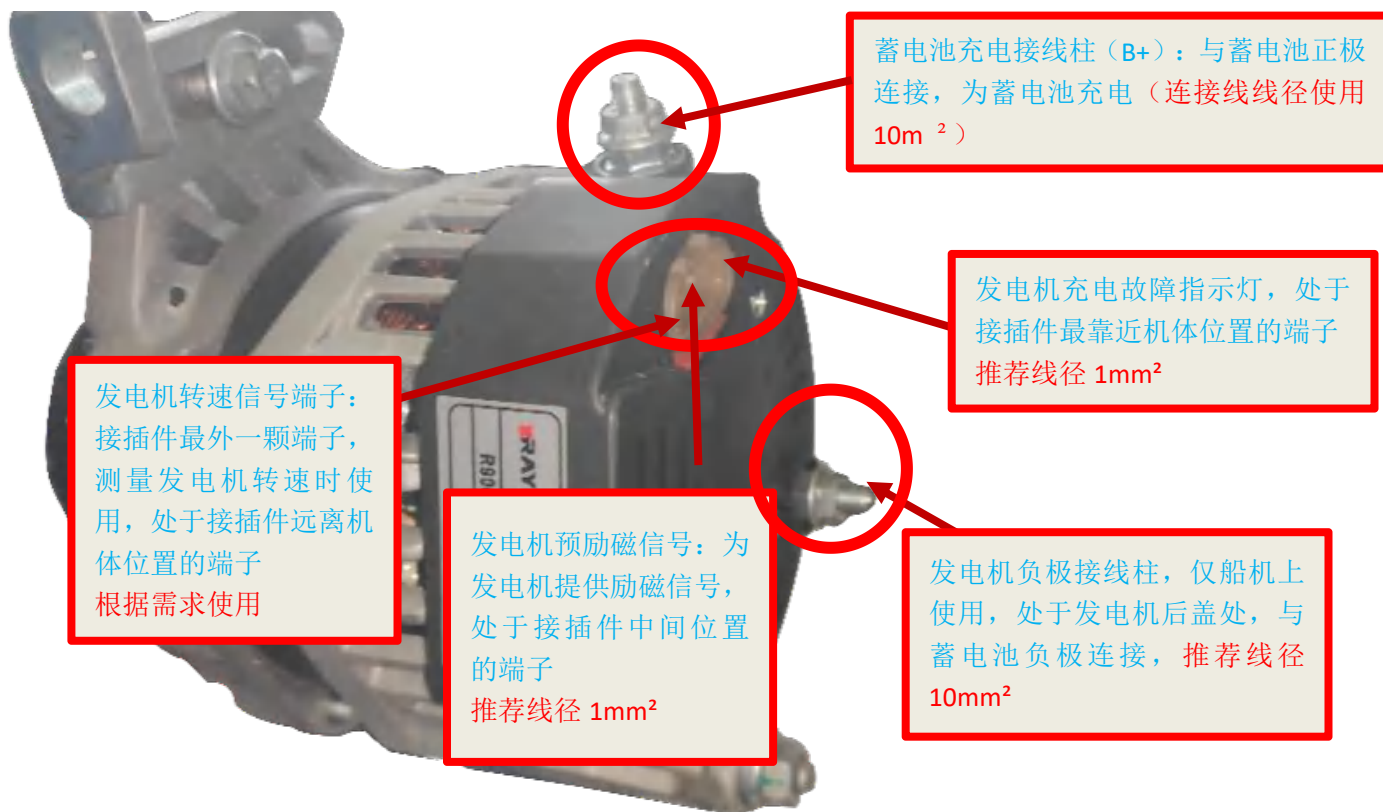 蓄电池充电接线柱（B+）：与蓄电池正极
连接，为蓄电池充电（连接线线径使用
10m ²）
发电机充电故障指示灯，处于
接插件最靠近机体位置的端子
推荐线径 1mm²
发电机转速信号端子：
接插件最外一颗端子，
测量发电机转速时使
用，处于接插件远离机
体位置的端子
根据需求使用
发电机预励磁信号：为
发电机提供励磁信号，
处于接插件中间位置
的端子
推荐线径 1mm²
发电机负极接线柱，仅船机上
使用，处于发电机后盖处，与
蓄电池负极连接，推荐线径
10mm²
RAY
R90